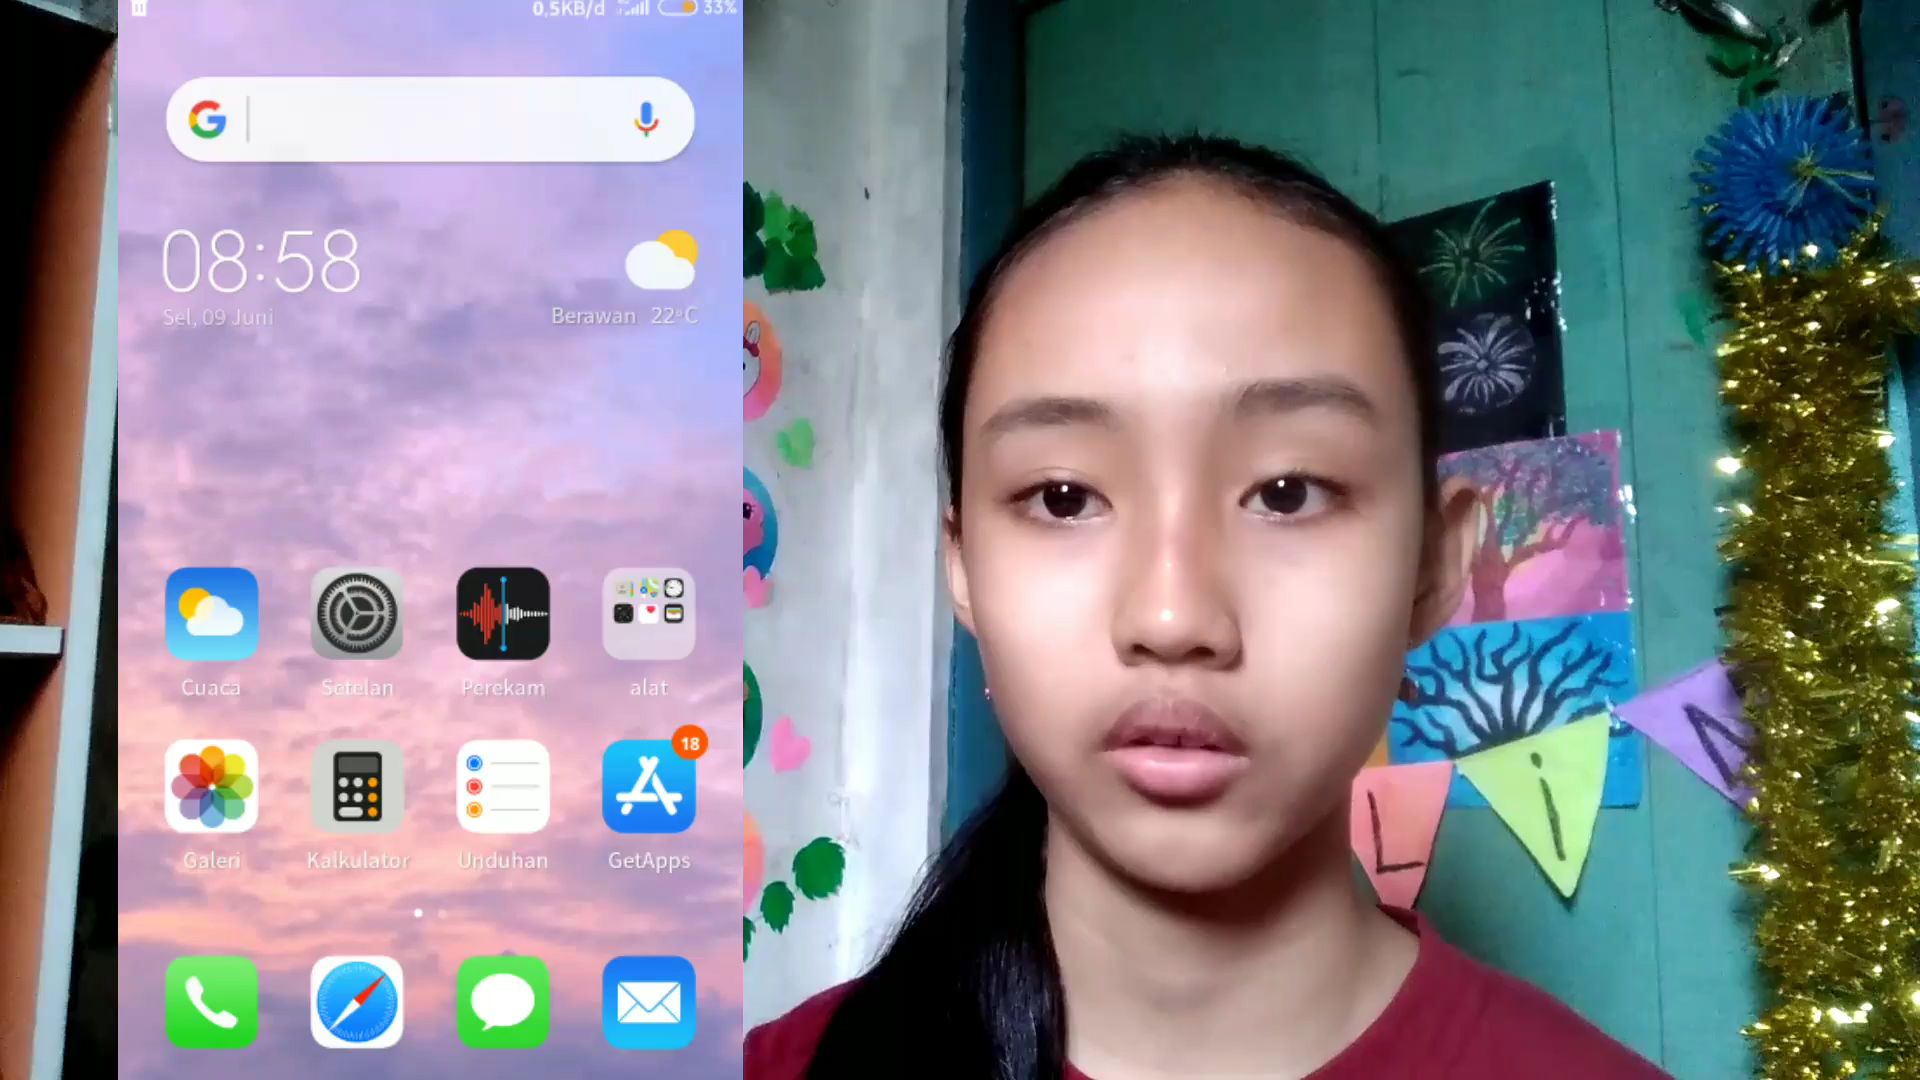 0,5KB/d 33%
08:58
Sel, 09 Juni
Berawan 22°C
Cuaca
Setelan
Perekam
alat
18
Galeri
Kalkulator
Unduhan
GetApps
L i N